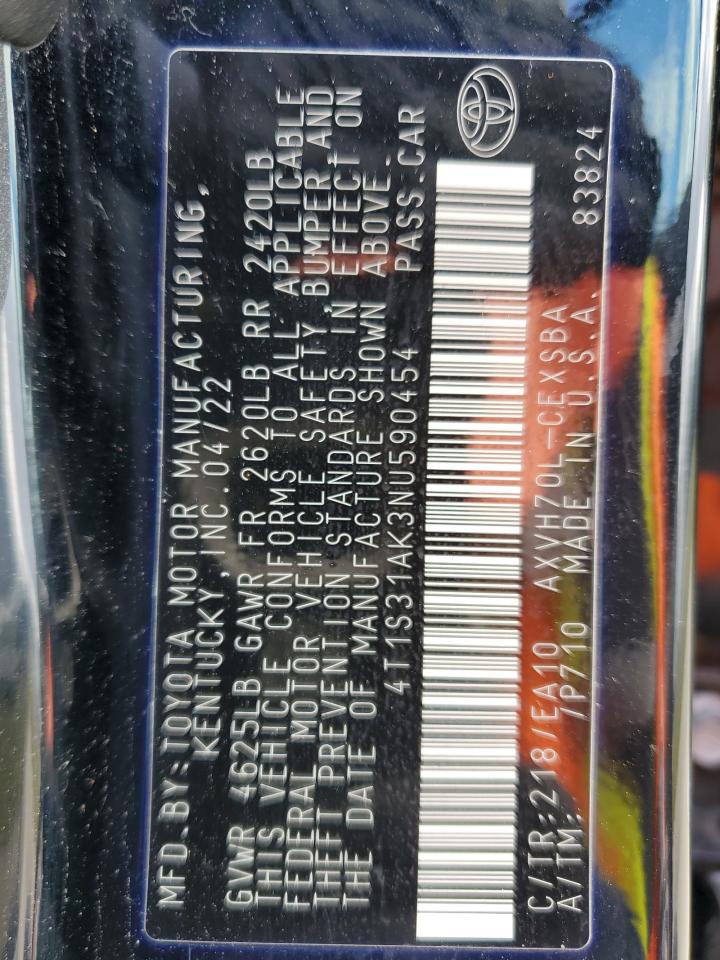 MFD.BY:TOYOTA MOTOR MANUFACTURING,
KENTUCKY,INC. 04/22
GVWR 4625LB GAWR FR 2620LB RR 2420LB
THIS VEHICLE CONFORMS TO ALL APPLICABLE
FEDERAL MOTOR VEHICLE SAFETY,BUMPER AND
THEFT PREVENTION STANDARDS IN EFFECT ON
THE DATE OF MANUFACTURE SHOWN ABOVE.
4T1S31AK3NU590454 PASS.CAR
C/TR:218/EA10 AXVH70L-CEXSBA
A/TM: /P710 MADE IN U.S.A. 83824